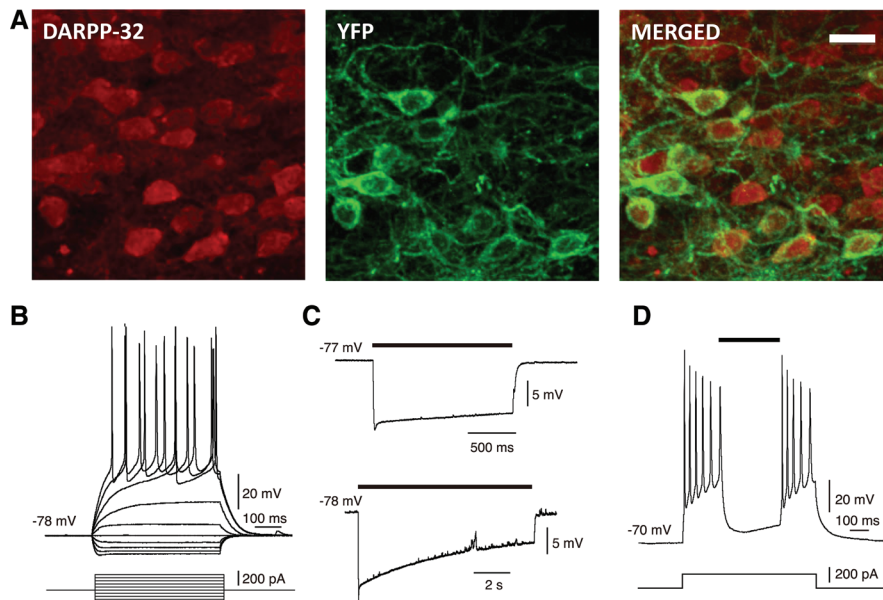 A
DARPP-32
YFP
MERGED
B
-78 mV
20 mV
100 ms
200 pA
C
-77 mV
5 mV
500 ms
-78 mV
5 mV
2 s
D
-70 mV
20 mV
100 ms
200 pA